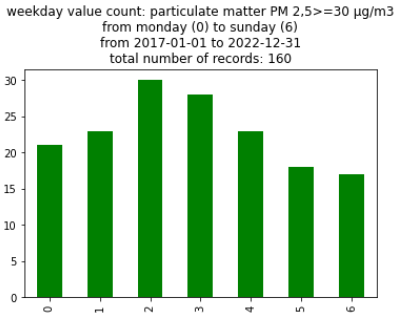 weekday value count: particulate matter PM 2,5>=30 µg/m3
from monday (0) to sunday (6)
from 2017-01-01 to 2022-12-31
total number of records: 160
30
25
20
15
10
5
0
0 1 2 3 4 5 6